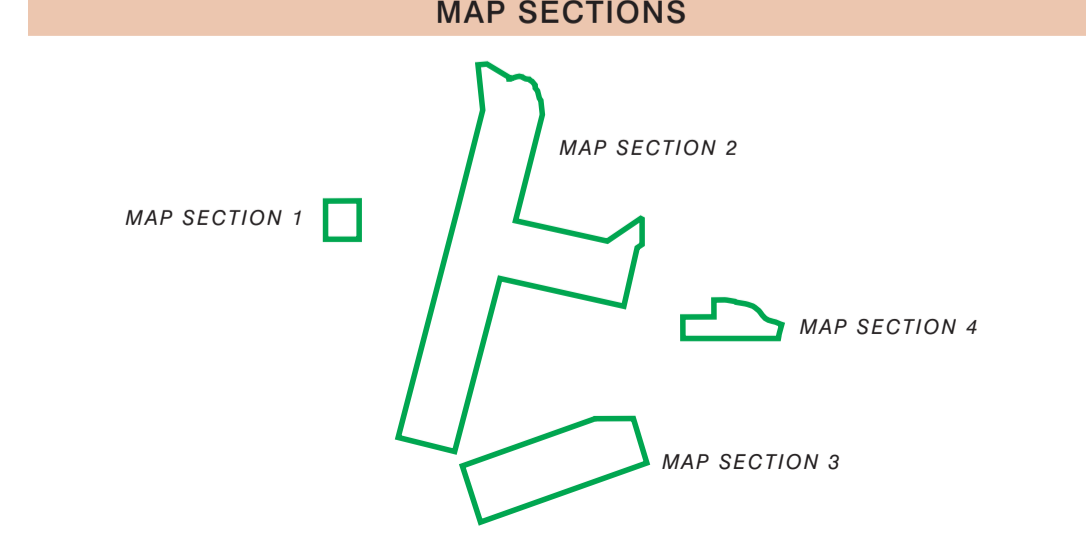 MAP SECTIONS
MAP SECTION 2
MAP SECTION 1
MAP SECTION 4
MAP SECTION 3